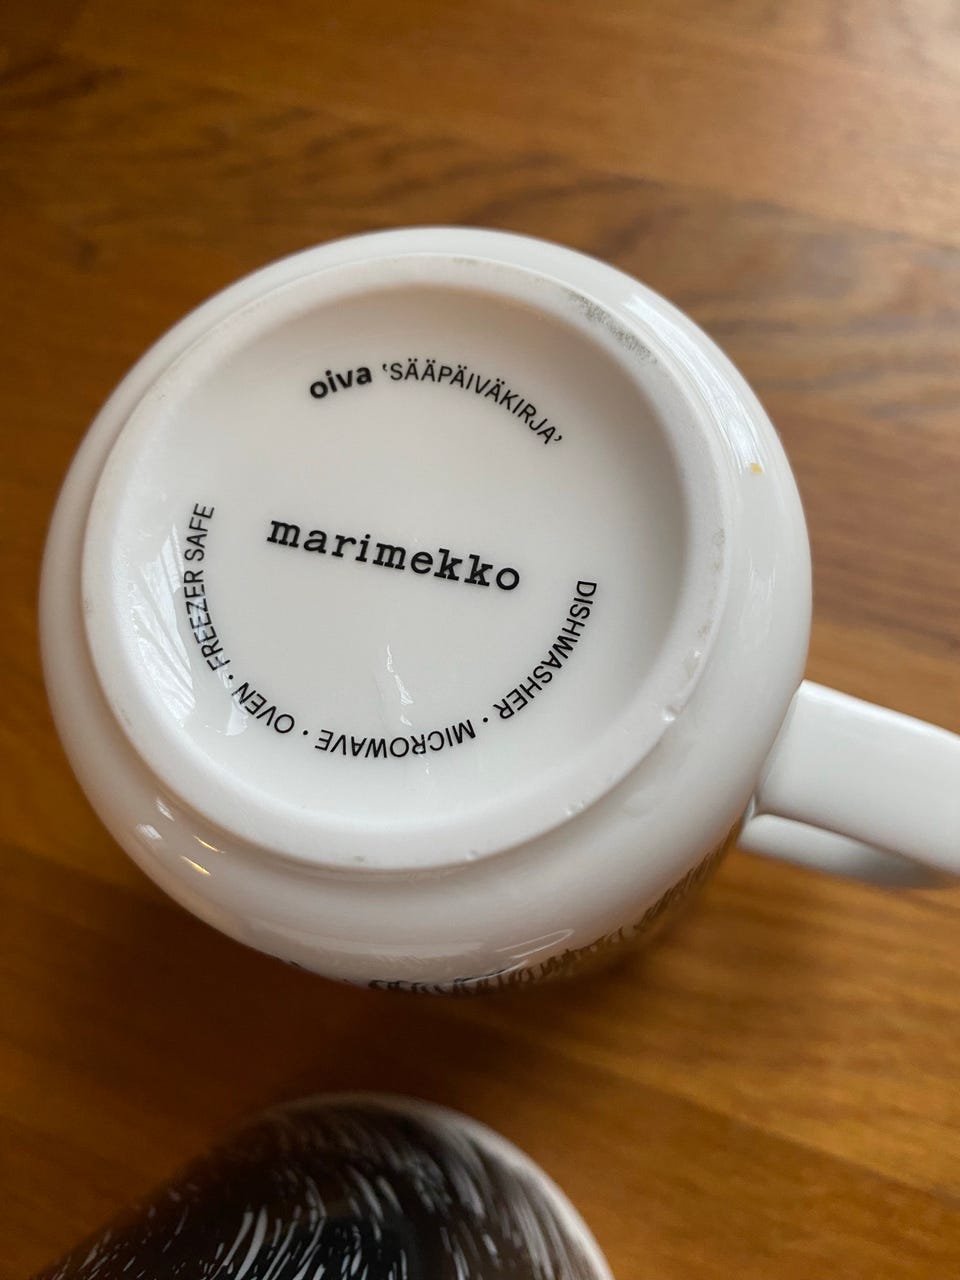 oiva ‘SÄÄPÄIVÄKIRJA’
marimekko
DISHWASHER · MICROWAVE · OVEN · FREEZER SAFE